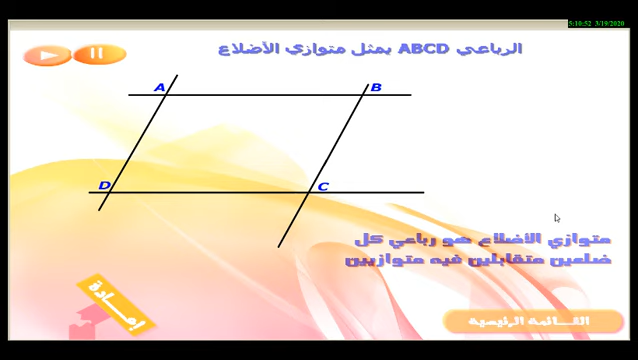 5:10:52 3/19/2020
الرباعي ABCD يمثل متوازي الأضلاع
A
B
D
C
متوازي الأضلاع هو رباعي كل
ضلعين متقابلين فيه متوازيين
إعادة
القائمة الرئيسية